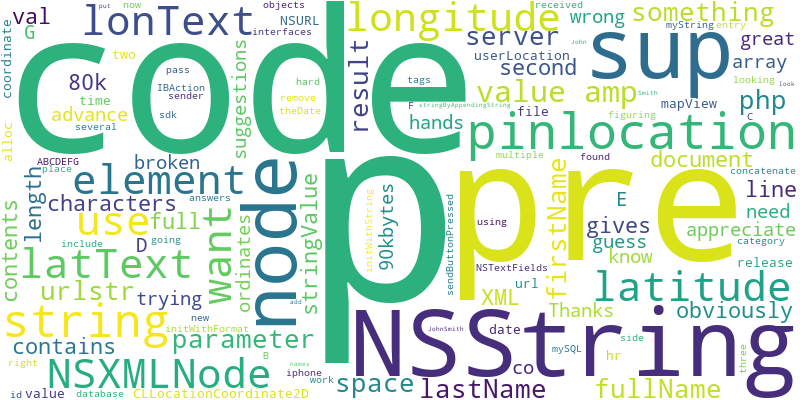 code
p
pre
sup
NSString
node
pinlocation
longitude
lonText
latText
latitude
element
string
NSXMLNode
use
want
value
amp
server
something
parameter
characters
urlstr
space
lastName
firstName
fullName
obviously
document
php
val
G
80k
advance
time
two
pass
IBAction
sender
sdk
put
now
objects
NSURL
interfaces
suggestions
hard
remove
theDate
result
received
wrong
myString
entry
John
userLocation
second
great
array
looking
look
tags
F
stringByAppendingString
Smith
mapView
file
figuring
c
hands
coordinate
alloc
several
ABCDEFG
place
broken
length
answers
contents
full
D
include
going
trying
contains
new
initWithFormat
B
right
id
value
database
CLLocationCoordinate2D
ordinates
stringValue
initWithString
90kbytes
sendButtonPressed
using
NSTextFields
url
XML
multiple
found
concatenate
line
E
need
gives
appreciate
guess
know
category
release
Thanks
date
co
mySQL
hr
side
three
JohnSmith
add
names
iphone
work